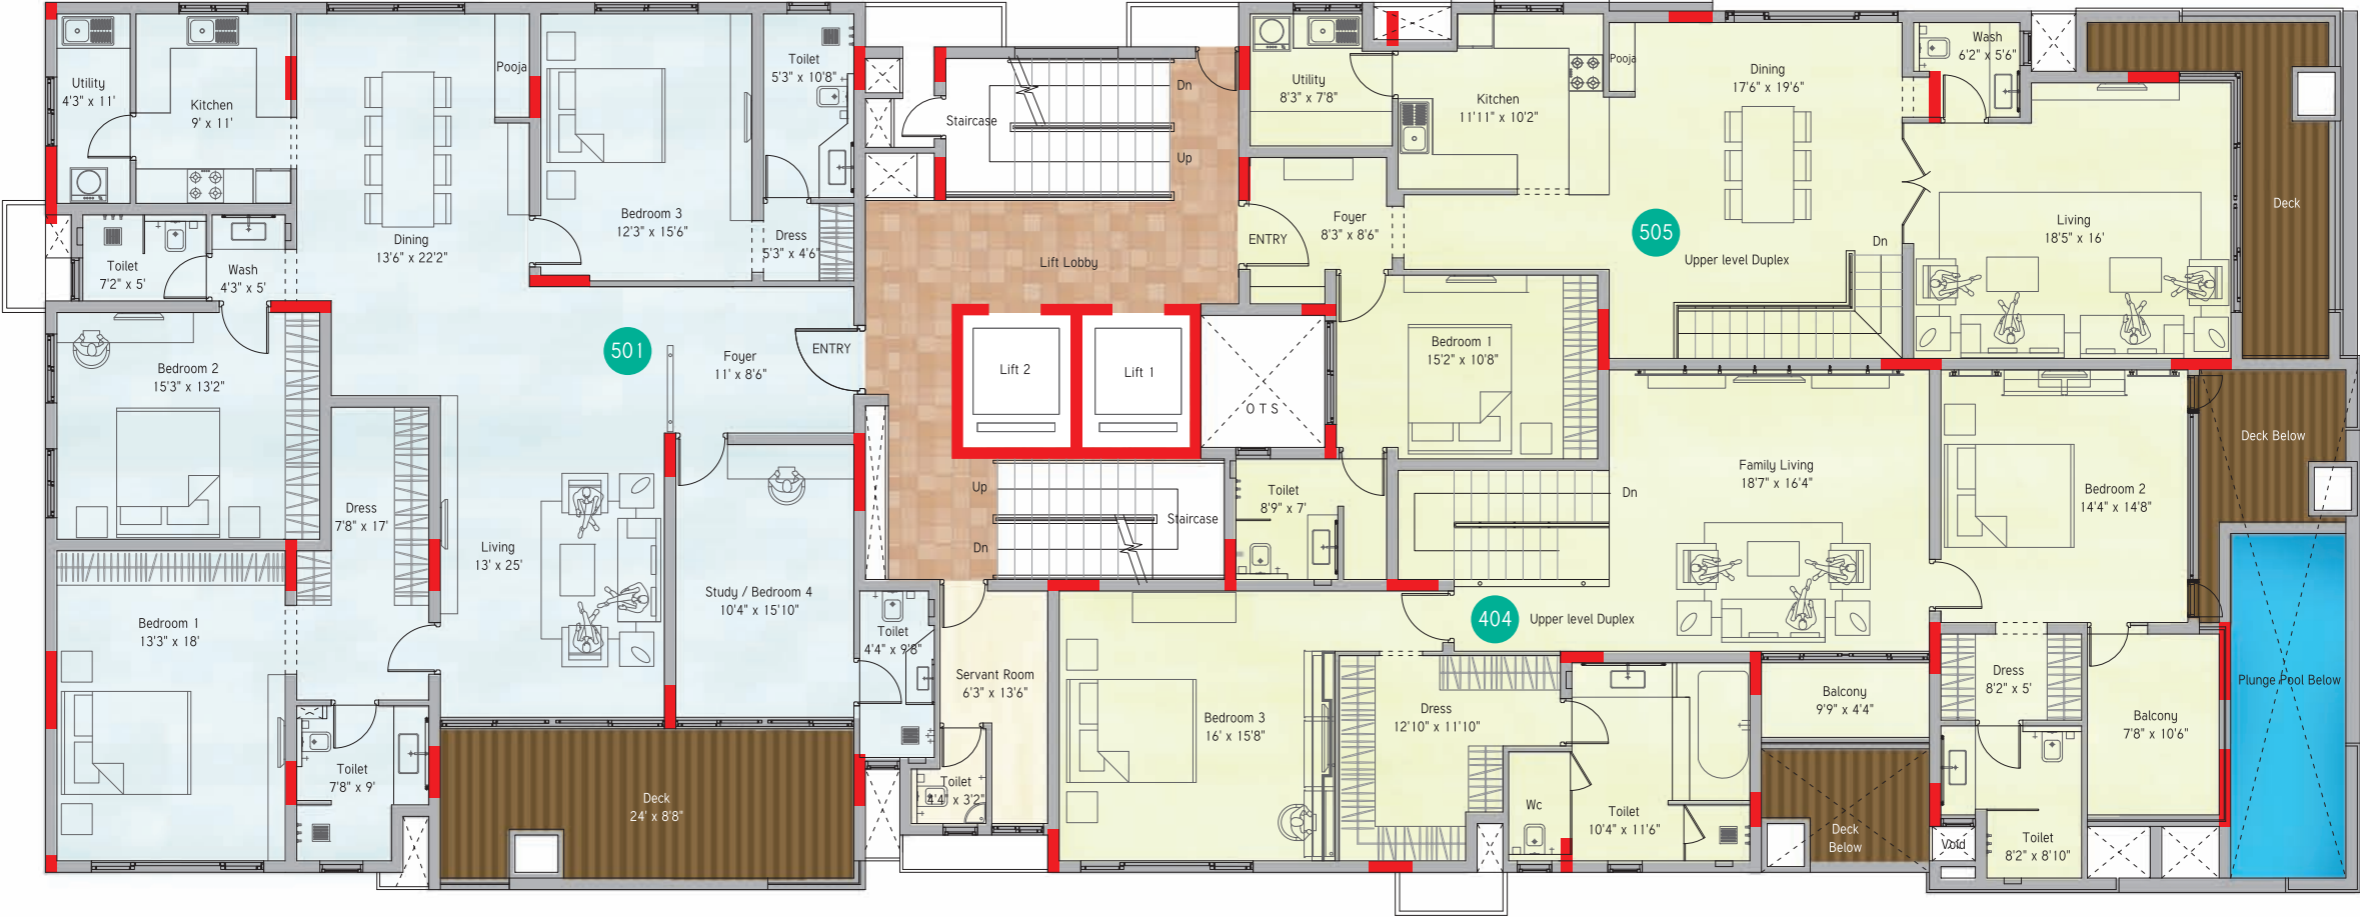 Utility
4'3" x 11'
Kitchen
9' x 11'
Pooja
Dining
13'6" x 22'2"
Bedroom 3
12'3" x 15'6"
Toilet
5'3" x 10'8"
Dress
5'3" x 4'6"
Toilet
7'2" x 5'
Wash
4'3" x 5'
Bedroom 2
15'3" x 13'2"
501
Foyer
11' x 8'6"
ENTRY
Dress
7'8" x 17'
Living
13' x 25'
Study / Bedroom 4
10'4" x 15'10"
Bedroom 1
13'3" x 18'
Toilet
7'8" x 9'
Deck
24' x 8'8"
Toilet
4'4" x 9'8"
Staircase
Dn
Up
Lift Lobby
Lift 2
Lift 1
O T S
Up
Dn
Staircase
Servant Room
6'3" x 13'6"
Toilet
4'4" x 3'2"
Utility
8'3" x 7'8"
Kitchen
11'11" x 10'2"
Pooja
Dining
17'6" x 19'6"
Wash
6'2" x 5'6"
Deck
ENTRY
Foyer
8'3" x 8'6"
505
Upper level Duplex
Dn
Living
18'5" x 16'
Bedroom 1
15'2" x 10'8"
Toilet
8'9" x 7'
Dn
Family Living
18'7" x 16'4"
Bedroom 2
14'4" x 14'8"
Deck Below
404
Upper level Duplex
Bedroom 3
16' x 15'8"
Dress
12'10" x 11'10"
Wc
Toilet
10'4" x 11'6"
Balcony
9'9" x 4'4"
Deck
Below
Dress
8'2" x 5'
Balcony
7'8" x 10'6"
Plunge Pool Below
Void
Toilet
8'2" x 8'10"